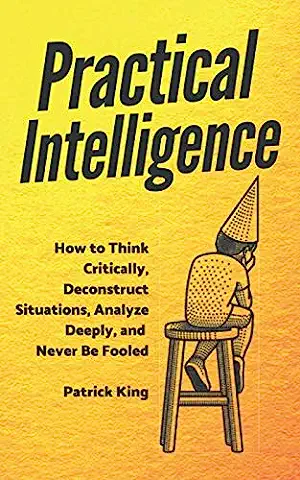 Practical
Intelligence
How to Think
Critically,
Deconstruct
Situations, Analyze
Deeply, and
Never Be Fooled
Patrick King